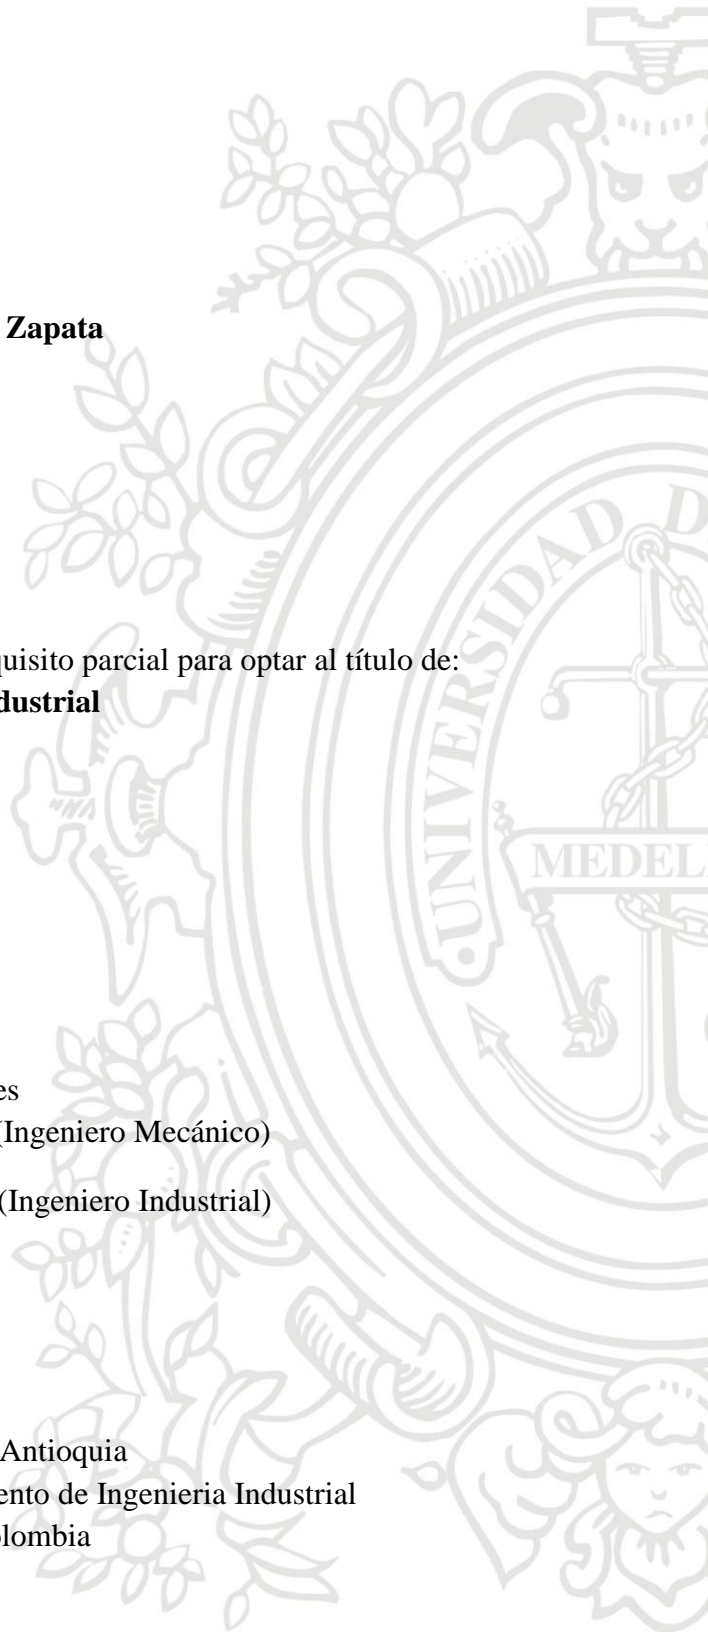 Zapata
quisito parcial para optar al título de:
dustrial
UNIVERSIDAD D
MEDEL
es
(Ingeniero Mecánico)
(Ingeniero Industrial)
Antioquia
ento de Ingenieria Industrial
lombia